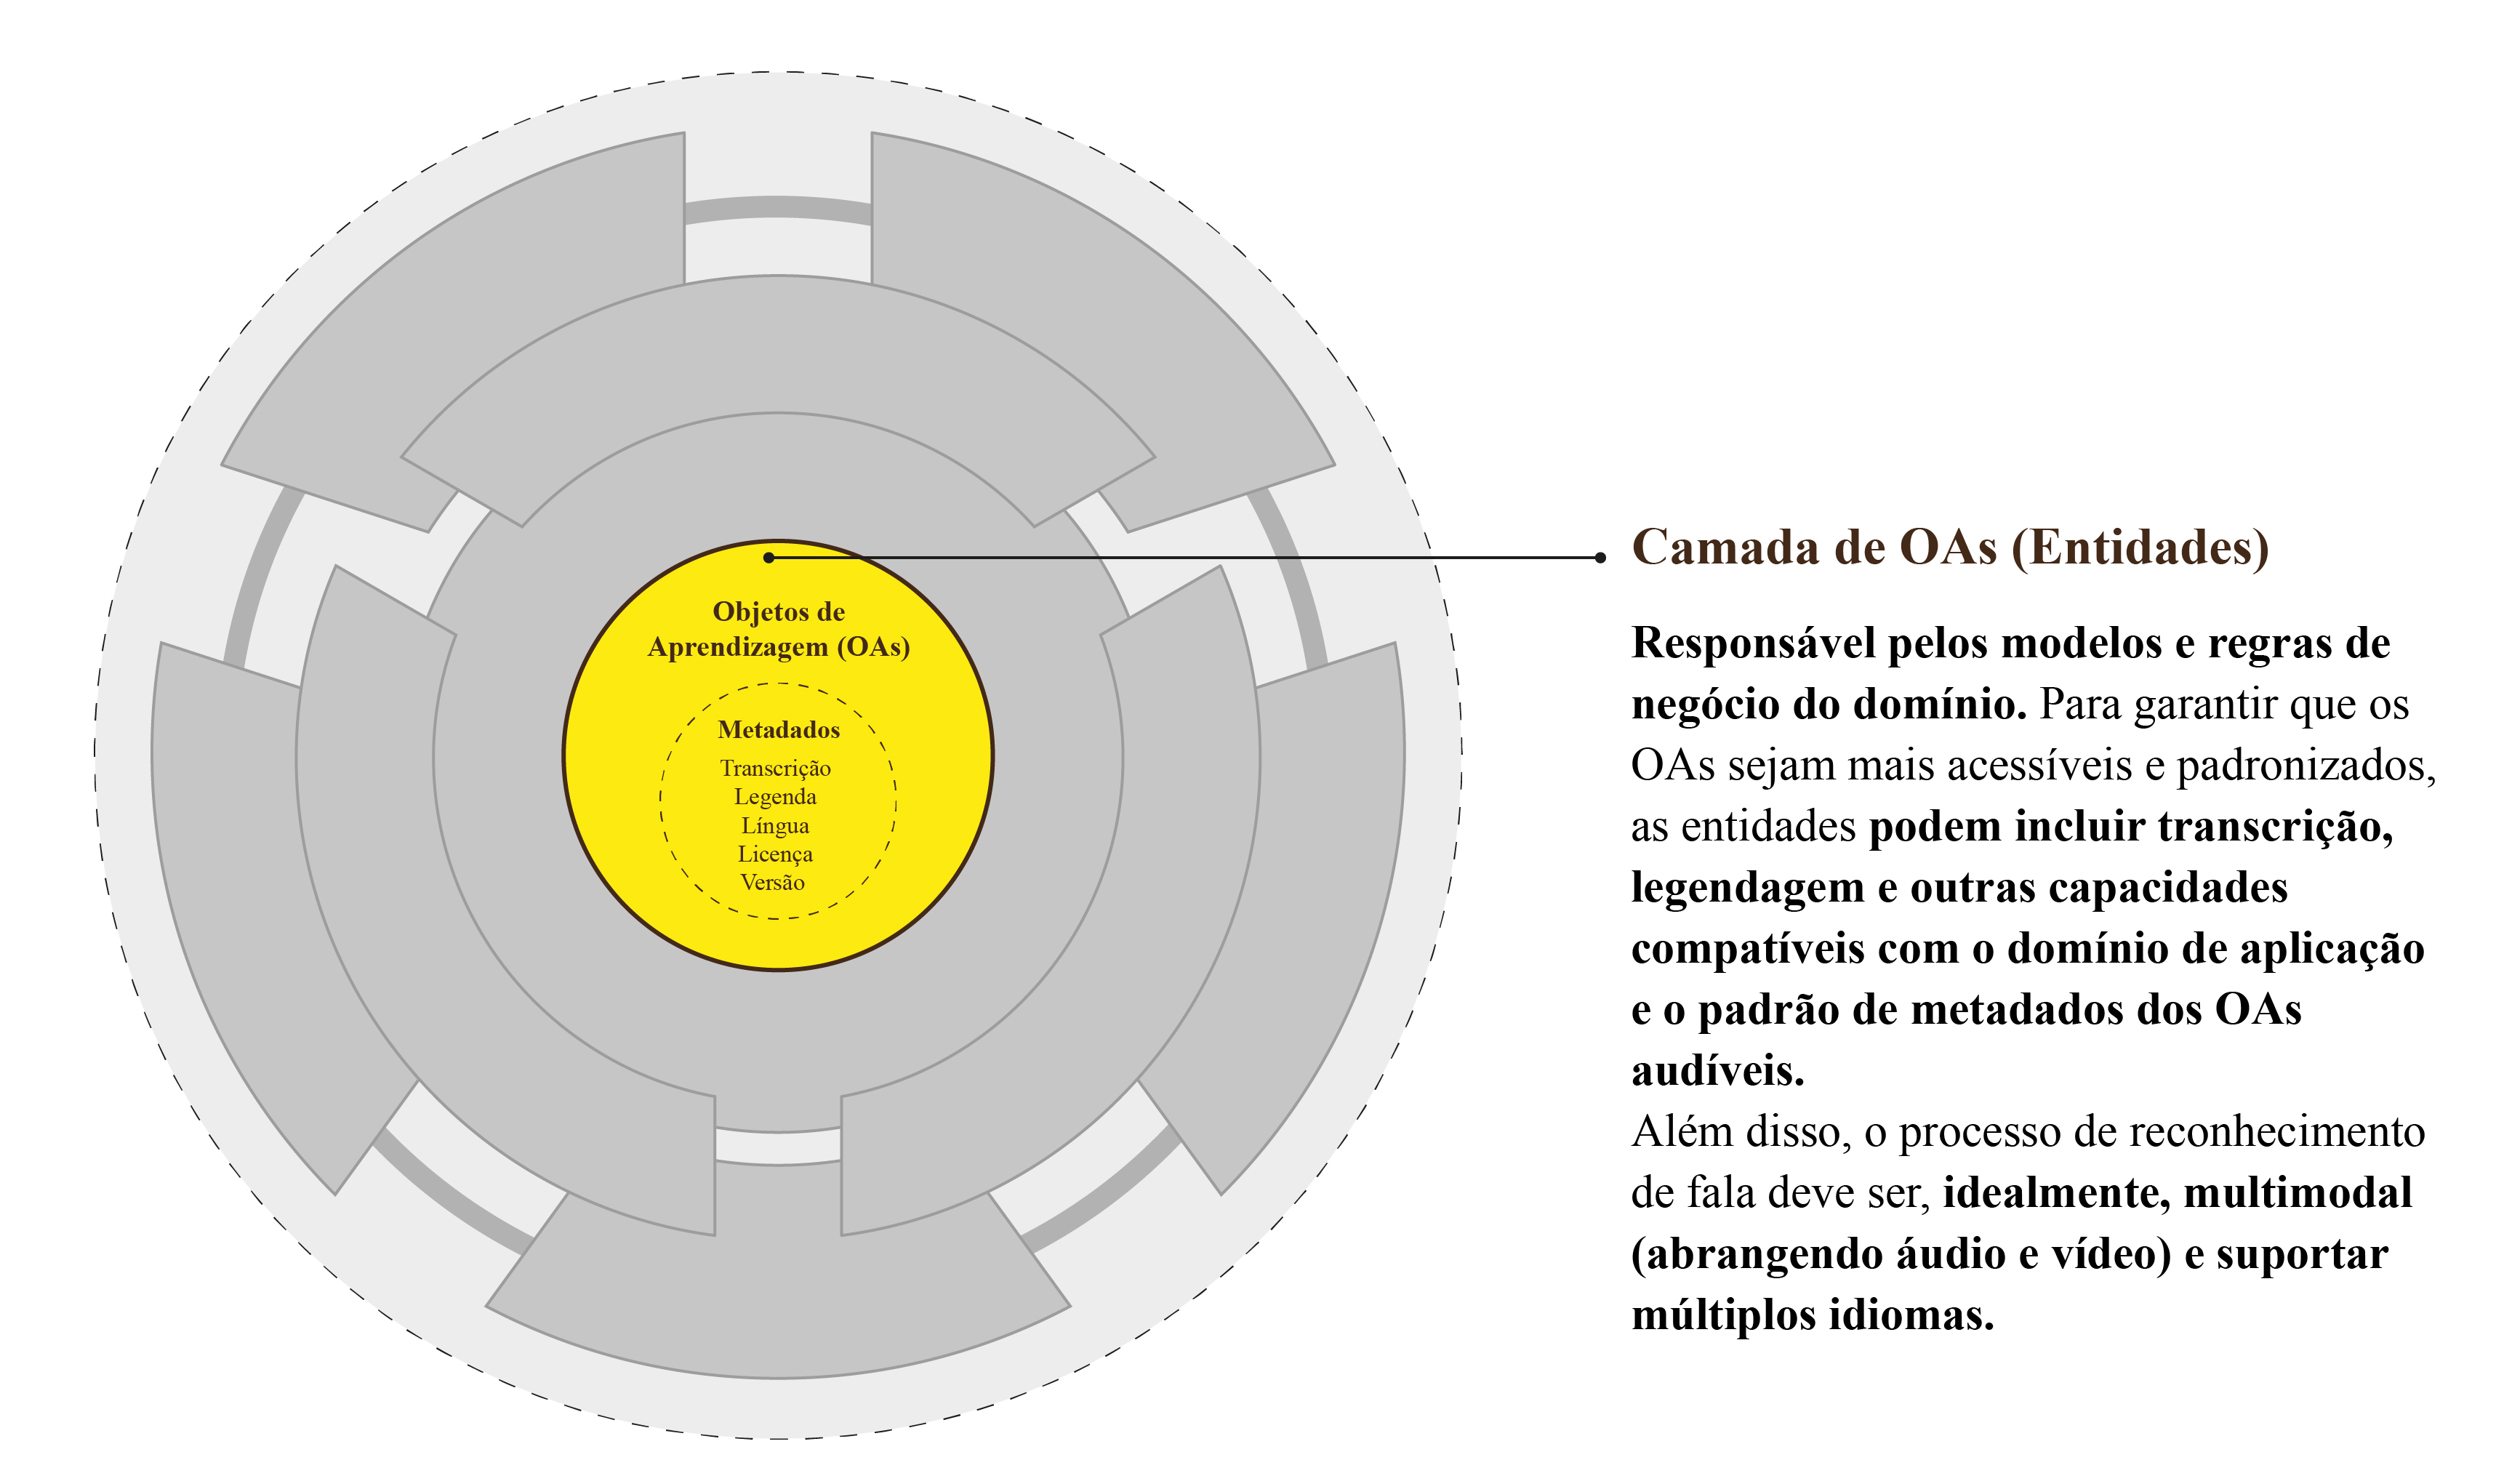 Objetos de
Aprendizagem (OAs)
Metadados
Transcrição
Legenda
Língua
Licença
Versão
Camada de OAs (Entidades)
Responsável pelos modelos e regras de
negócio do domínio. Para garantir que os
OAs sejam mais acessíveis e padronizados,
as entidades podem incluir transcrição,
legendagem e outras capacidades
compatíveis com o domínio de aplicação
e o padrão de metadados dos OAs
audíveis.
Além disso, o processo de reconhecimento
de fala deve ser, idealmente, multimodal
(abrangendo áudio e vídeo) e suportar
múltiplos idiomas.